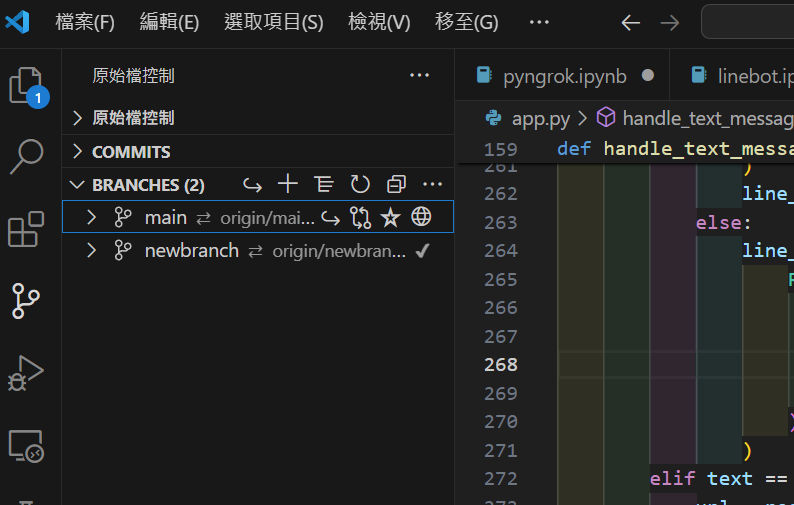 檔案(F) 編輯(E) 選取項目(S) 檢視(V) 移至(G) ···
原始檔控制 ···
1
原始檔控制
COMMITS
BRANCHES (2) ···
main origin/mai...
newbranch origin/newbran...
pyngrok.ipynb linebot.ip
app.py > handle_text_messag
159 def handle_text_messa
261 )
262 line_
263 else:
264 line_
265
266
267
268
269
270 )
271 )
272 elif text ==